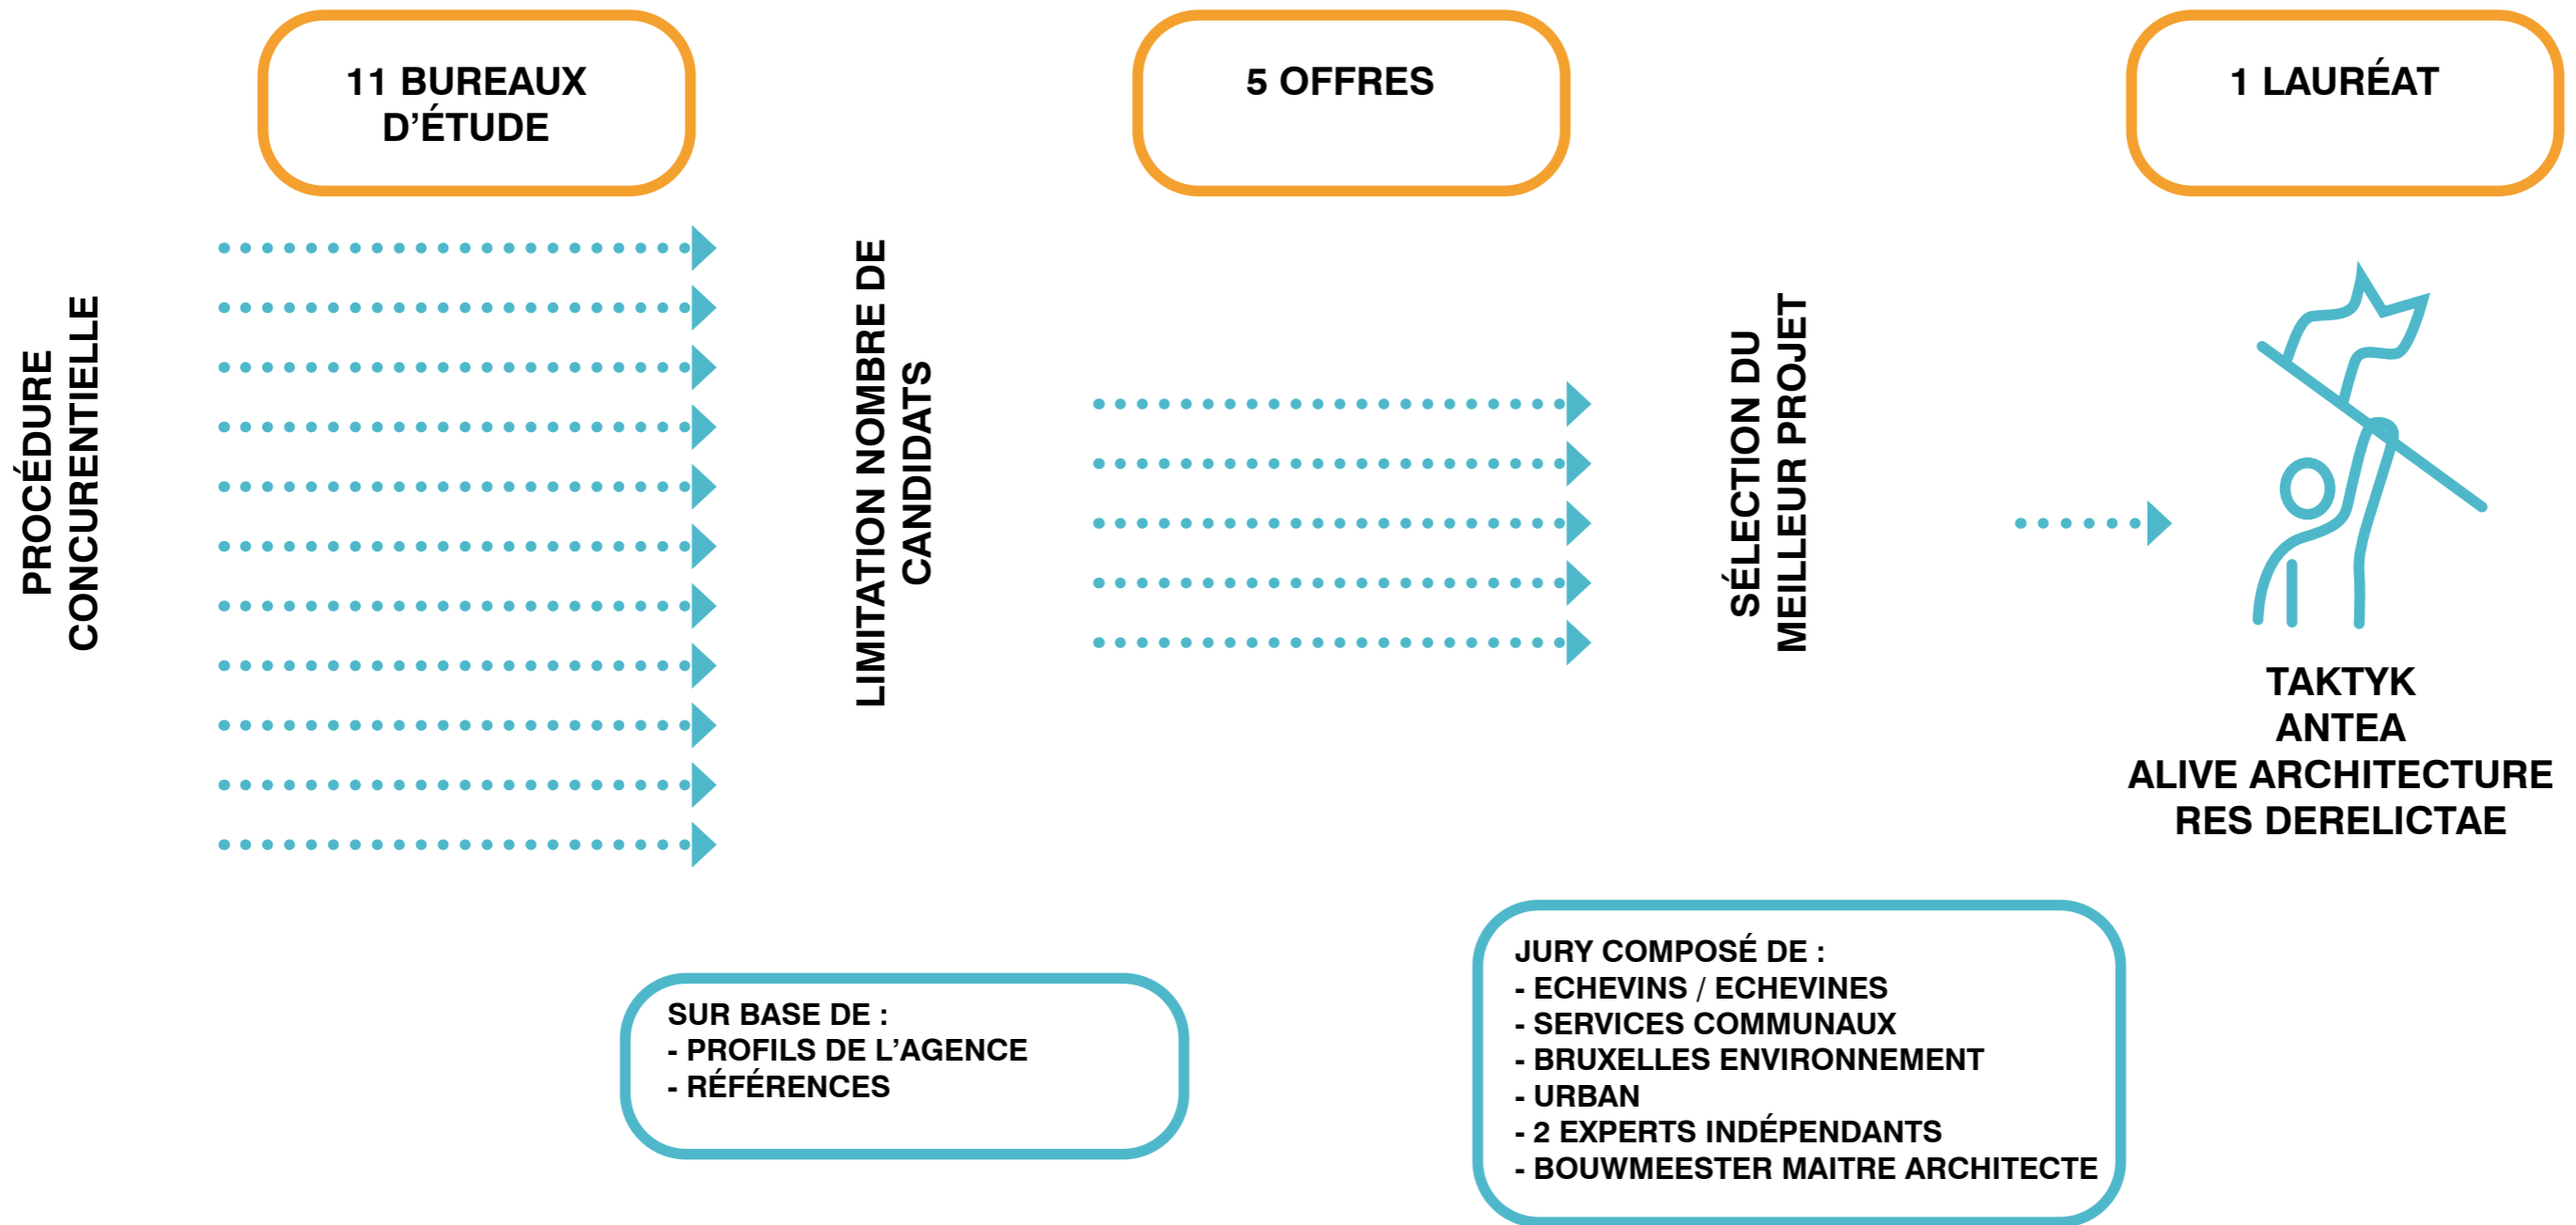 11 BUREAUX
D’ÉTUDE
5 OFFRES
1 LAURÉAT
PROCÉDURE
CONCURENTIELLE
LIMITATION NOMBRE DE
CANDIDATS
SÉLECTION DU
MEILLEUR PROJET
TAKTYK
ANTEA
ALIVE ARCHITECTURE
RES DERELICTAE
SUR BASE DE :
- PROFILS DE L’AGENCE
- RÉFÉRENCES
JURY COMPOSÉ DE :
- ECHEVINS / ECHEVINES
- SERVICES COMMUNAUX
- BRUXELLES ENVIRONNEMENT
- URBAN
- 2 EXPERTS INDÉPENDANTS
- BOUWMEESTER MAITRE ARCHITECTE